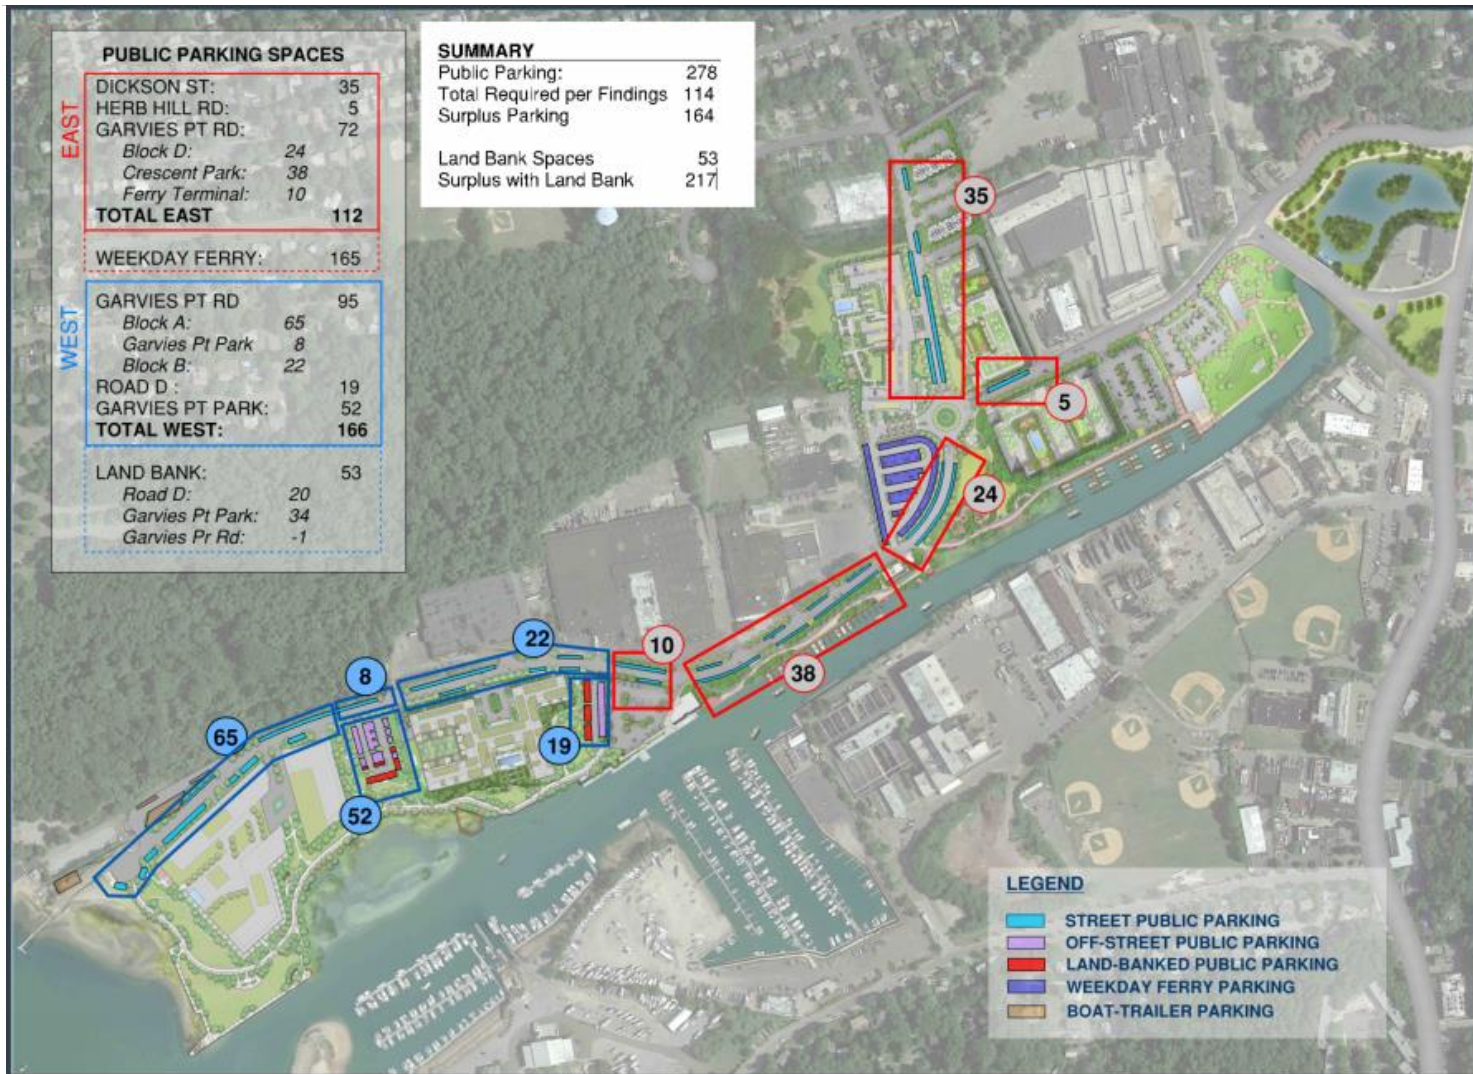 PUBLIC PARKING SPACES
EAST
DICKSON ST: 35
HERB HILL RD: 5
GARVIES PT RD: 72
Block D: 24
Crescent Park: 38
Ferry Terminal: 10
TOTAL EAST 112
WEEKDAY FERRY: 165
WEST
GARVIES PT RD 95
Block A: 65
Garvies Pt Park 8
Block B: 22
ROAD D : 19
GARVIES PT PARK: 52
TOTAL WEST: 166
LAND BANK: 53
Road D: 20
Garvies Pt Park: 34
Garvies Pr Rd: -1
SUMMARY
Public Parking: 278
Total Required per Findings 114
Surplus Parking 164
Land Bank Spaces 53
Surplus with Land Bank 217
35
5
24
10
38
22
8
65
19
52
LEGEND
STREET PUBLIC PARKING
OFF-STREET PUBLIC PARKING
LAND-BANKED PUBLIC PARKING
WEEKDAY FERRY PARKING
BOAT-TRAILER PARKING